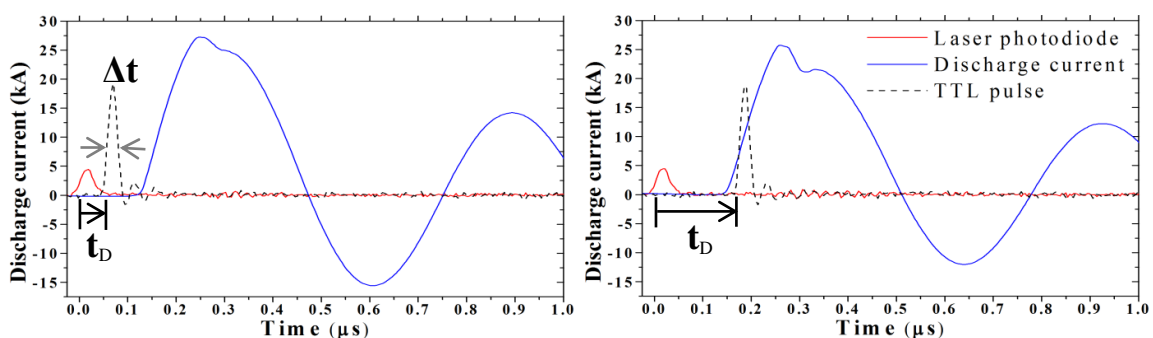 Discharge current (kA)
30
25
20
15
10
5
0
-5
-10
-15
Δt
t_D
0.0 0.1 0.2 0.3 0.4 0.5 0.6 0.7 0.8 0.9 1.0
Time (μs)
Discharge current (kA)
30
25
20
15
10
5
0
-5
-10
-15
Laser photodiode
Discharge current
TTL pulse
t_D
0.0 0.1 0.2 0.3 0.4 0.5 0.6 0.7 0.8 0.9 1.0
Time (μs)